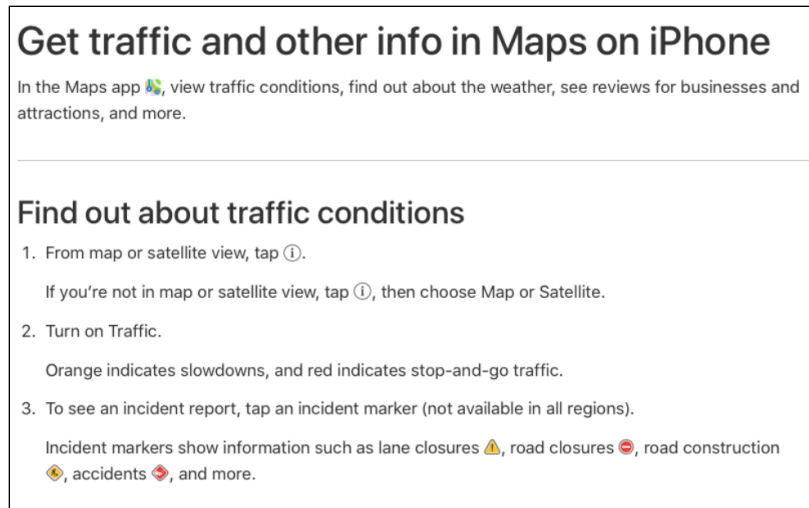 Get traffic and other info in Maps on iPhone
In the Maps app, view traffic conditions, find out about the weather, see reviews for businesses and
attractions, and more.
Find out about traffic conditions
1. From map or satellite view, tap ⓘ.
If you’re not in map or satellite view, tap ⓘ, then choose Map or Satellite.
2. Turn on Traffic.
Orange indicates slowdowns, and red indicates stop-and-go traffic.
3. To see an incident report, tap an incident marker (not available in all regions).
Incident markers show information such as lane closures, road closures, road construction
, accidents, and more.